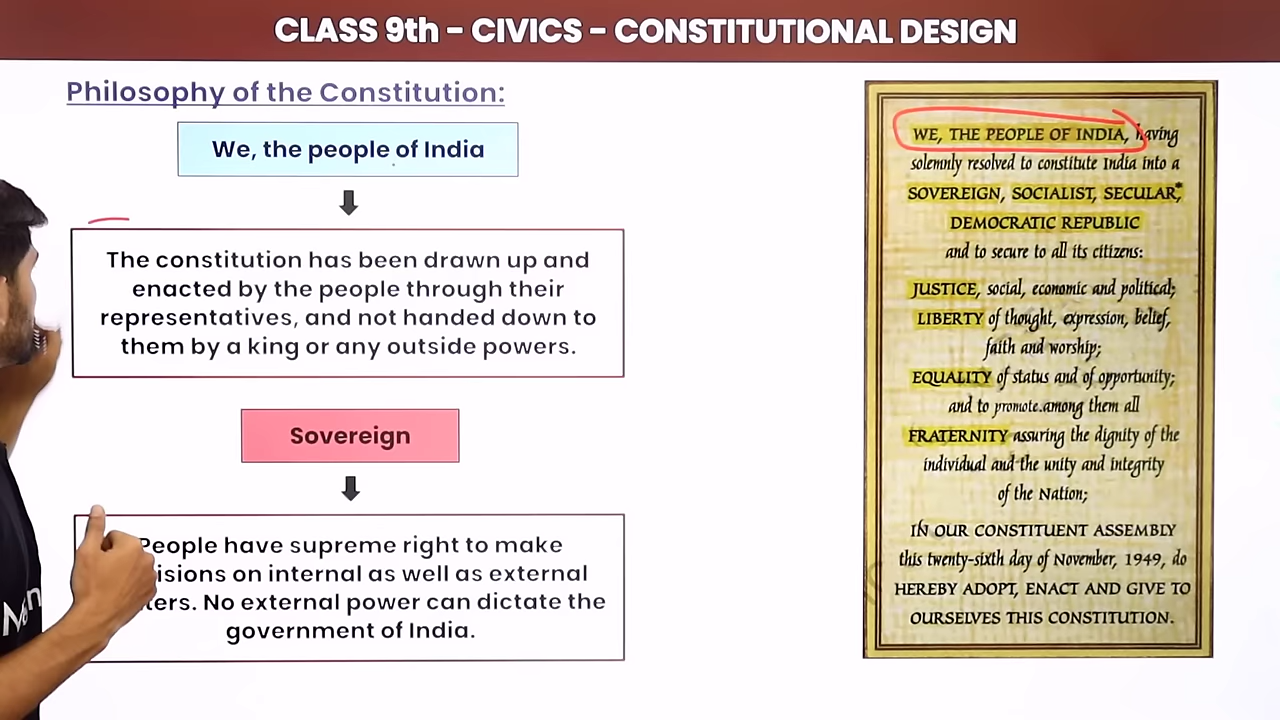 CLASS 9th - CIVICS - CONSTITUTIONAL DESIGN
Philosophy of the Constitution:
We, the people of India
The constitution has been drawn up and
enacted by the people through their
representatives, and not handed down to
them by a king or any outside powers.
Sovereign
People have supreme right to make
isions on internal as well as external
ters. No external power can dictate the
government of India.
WE, THE PEOPLE OF INDIA, having
solemnly resolved to constitute India into a
SOVEREIGN, SOCIALIST, SECULAR,*
DEMOCRATIC REPUBLIC
and to secure to all its citizens:
JUSTICE, social, economic and political;
LIBERTY of thought, expression, belief,
faith and worship;
EQUALITY of status and of opportunity;
and to promote among them all
FRATERNITY assuring the dignity of the
individual and the unity and integrity
of the Nation;
IN OUR CONSTITUENT ASSEMBLY
this twenty-sixth day of November, 1949, do
HEREBY ADOPT, ENACT AND GIVE TO
OURSELVES THIS CONSTITUTION.